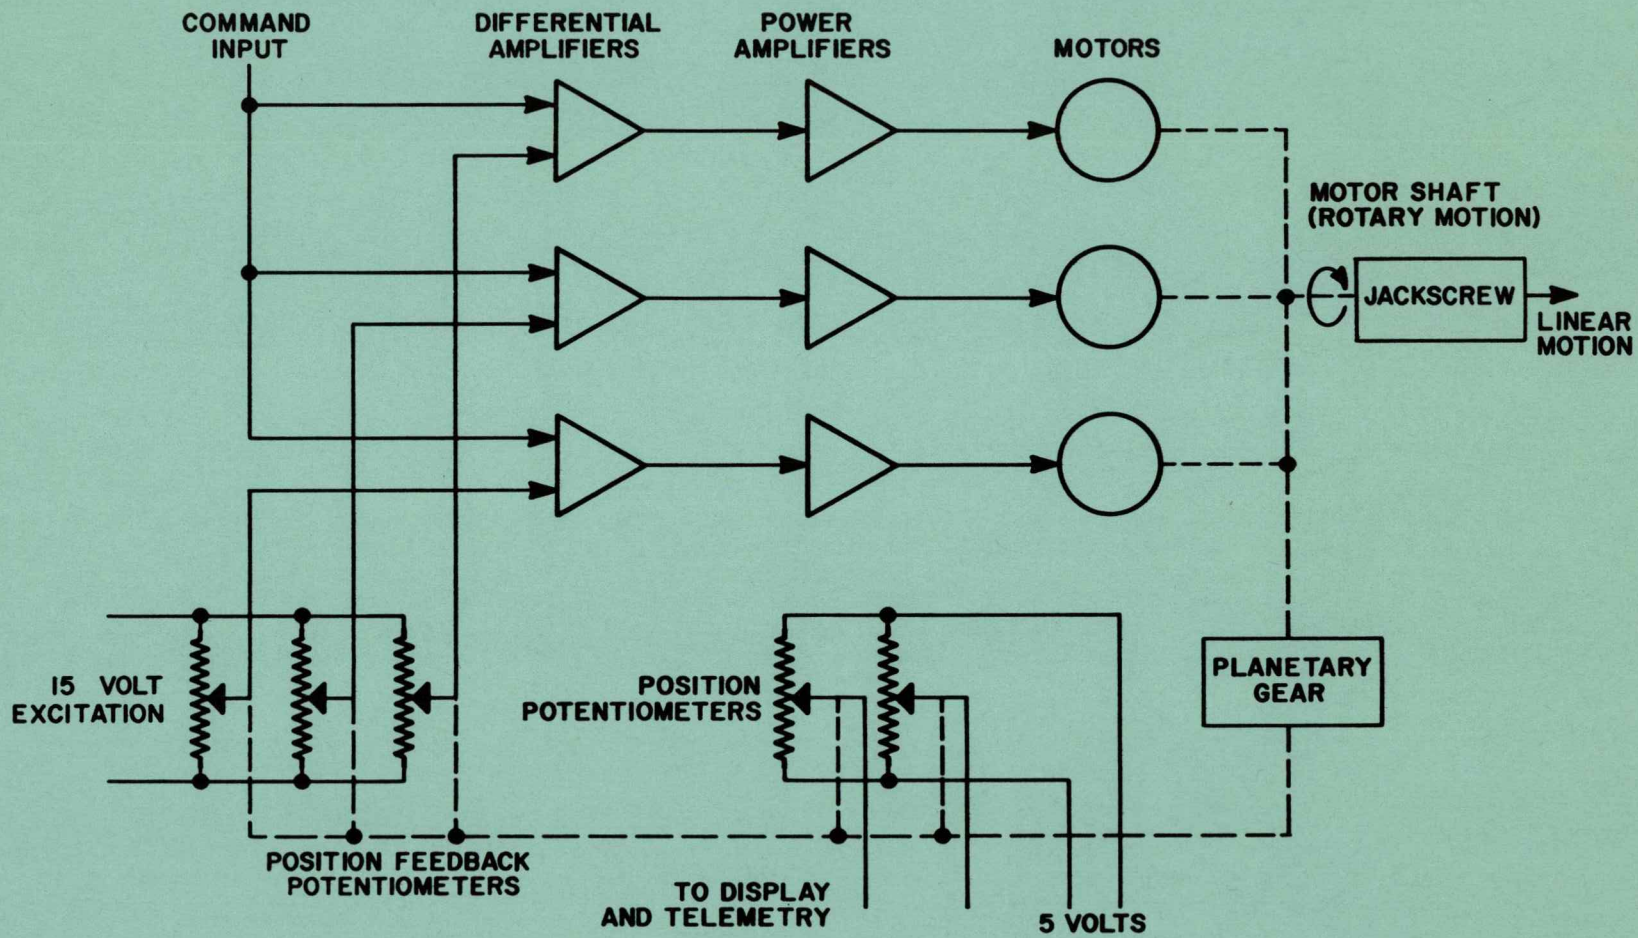 COMMAND
INPUT
DIFFERENTIAL
AMPLIFIERS
POWER
AMPLIFIERS
MOTORS
MOTOR SHAFT
(ROTARY MOTION)
JACKSCREW
LINEAR
MOTION
15 VOLT
EXCITATION
POSITION
POTENTIOMETERS
PLANETARY
GEAR
POSITION FEEDBACK
POTENTIOMETERS
TO DISPLAY
AND TELEMETRY
5 VOLTS